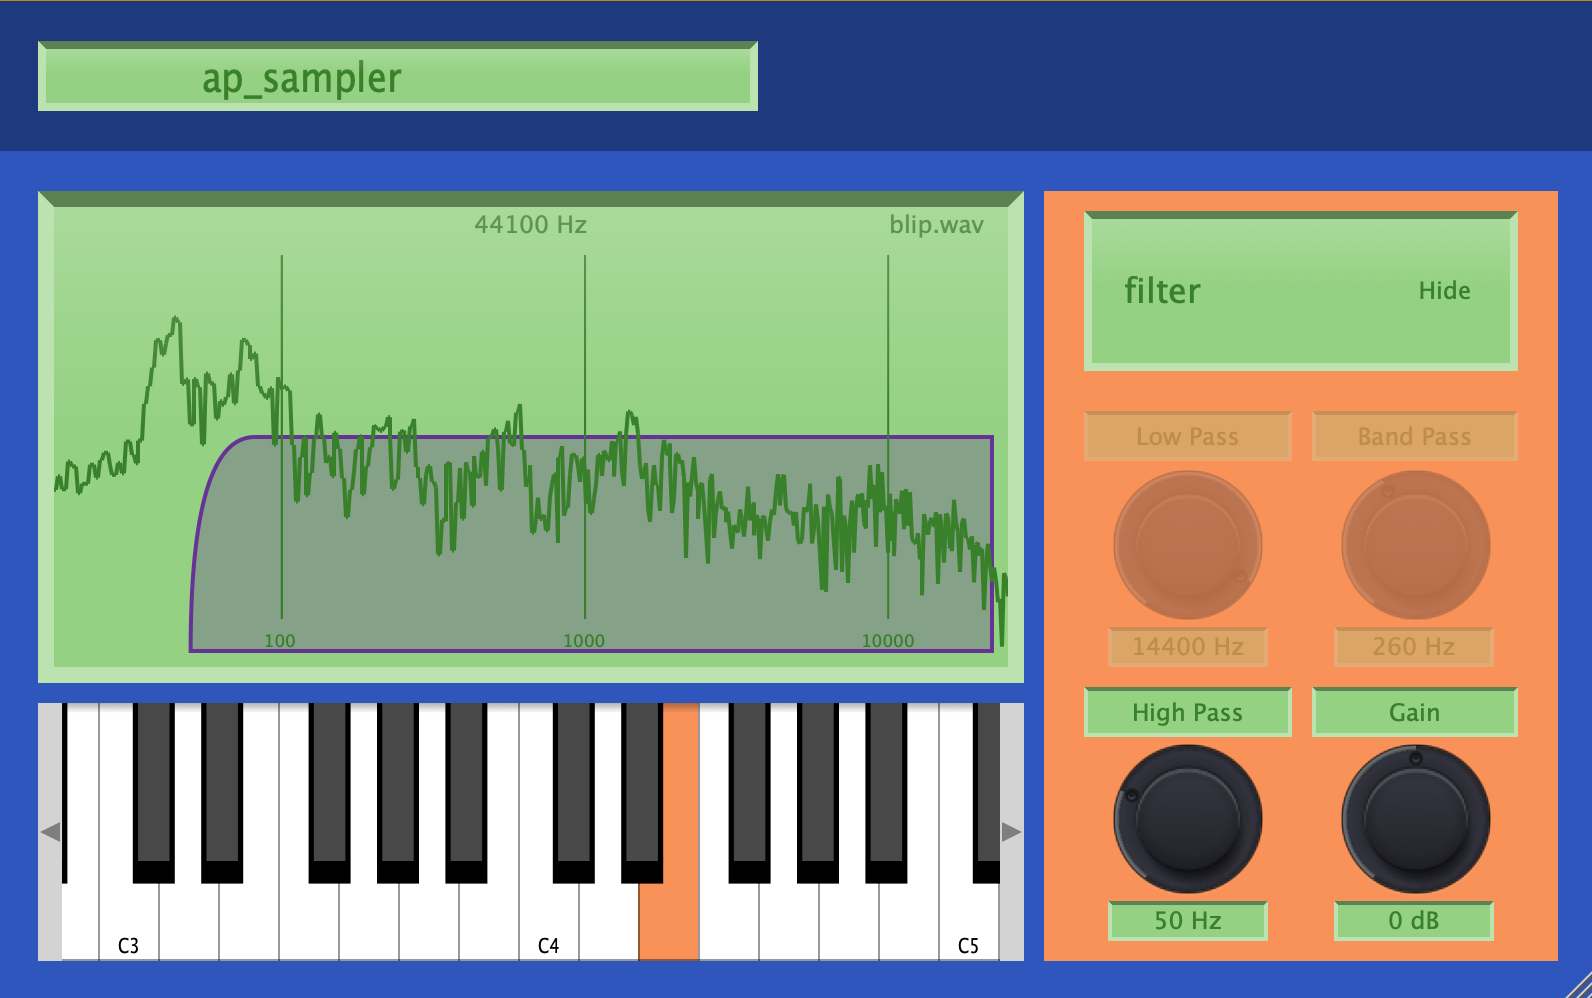 ap_sampler
44100 Hz
blip.wav
100
1000
10000
C3
C4
C5
filter
Hide
Low Pass
Band Pass
14400 Hz
260 Hz
High Pass
Gain
50 Hz
0 dB